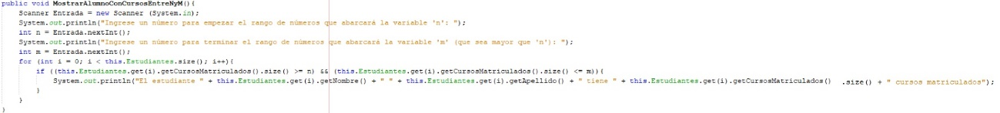 public void MostrarAlumnoConCursosEntreNyM(){
Scanner Entrada = new Scanner (System.in);
System.out.println("Ingrese un número para empezar el rango de números que abarcará la variable 'n': ");
int n = Entrada.nextInt();
System.out.println("Ingrese un número para terminar el rango de números que abarcará la variable 'm' (que sea mayor que 'n'): ");
int m = Entrada.nextInt();
for (int i = 0; i < this.Estudiantes.size(); i++){
if ((this.Estudiantes.get(i).getCursosMatriculados().size() >= n) && (this.Estudiantes.get(i).getCursosMatriculados().size() <= m)){
System.out.println("El estudiante " + this.Estudiantes.get(i).getNombre() + " " + this.Estudiantes.get(i).getApellido() + " tiene " + this.Estudiantes.get(i).getCursosMatriculados() .size() + " cursos matriculados");
}
}
}